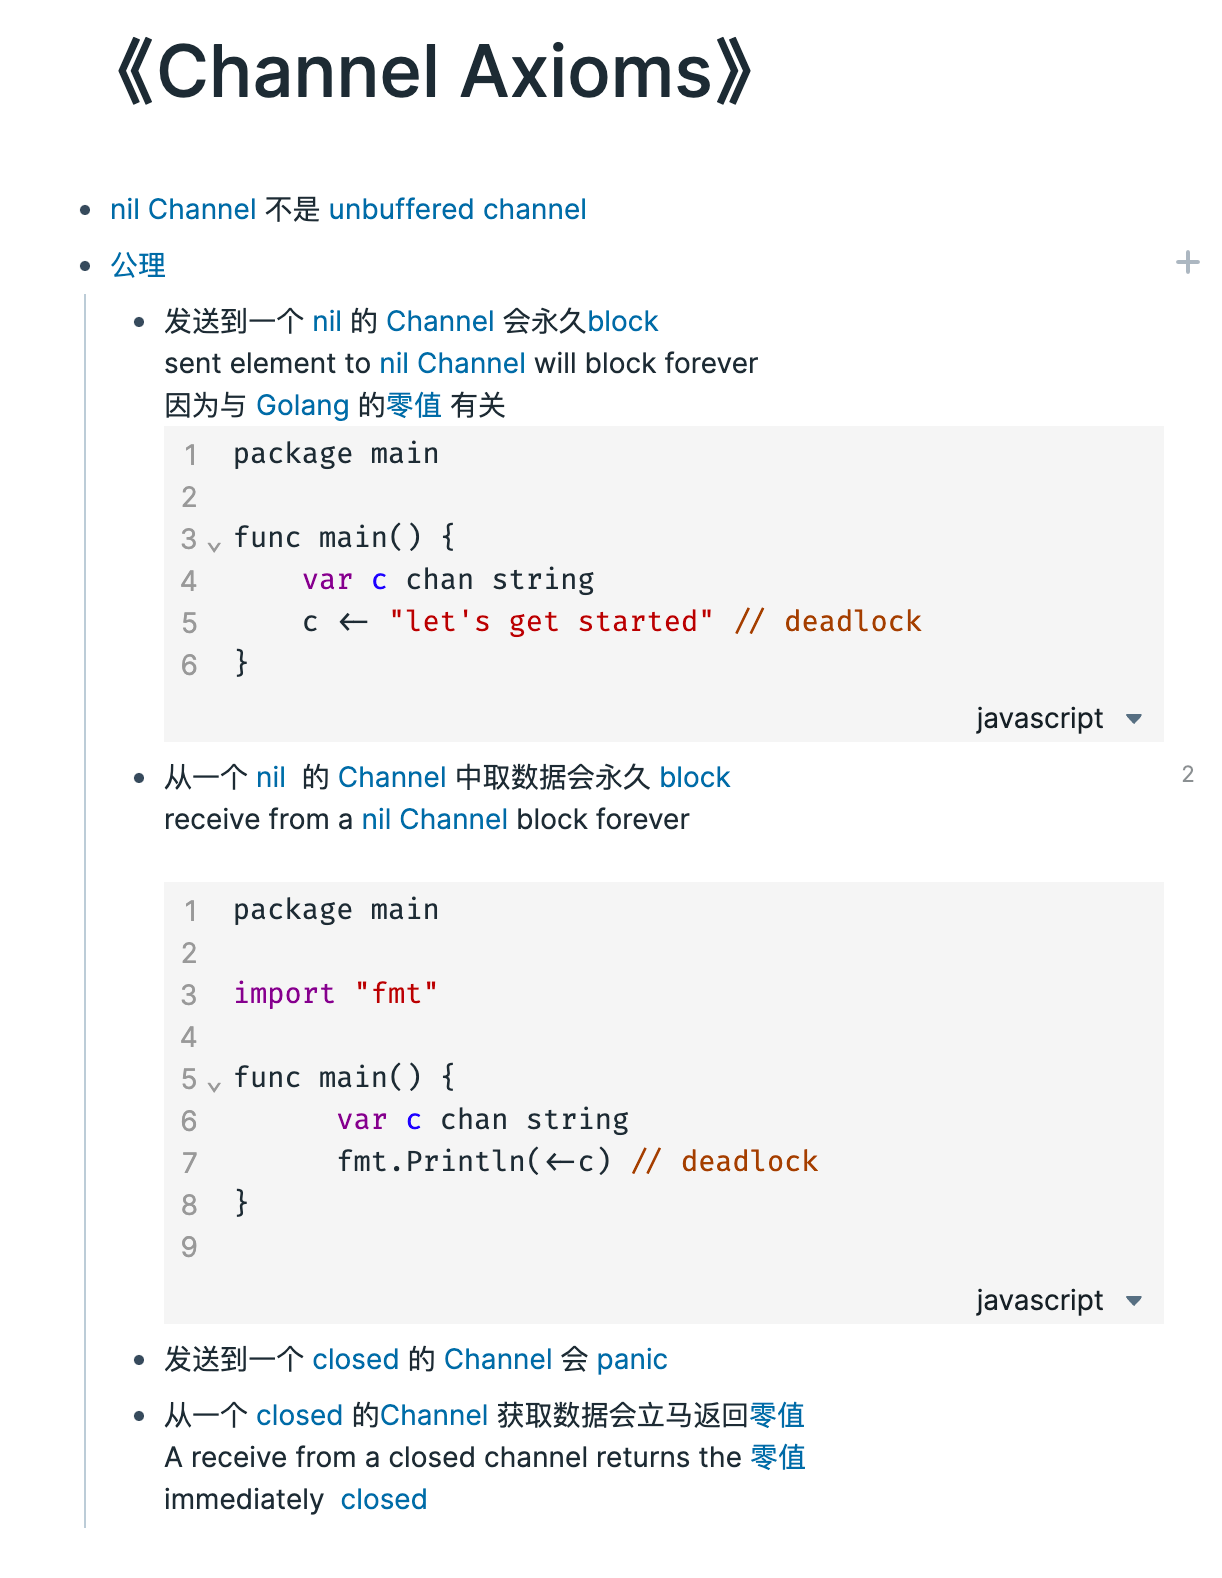 《Channel Axioms》
nil Channel 不是 unbuffered channel
公理
发送到一个 nil 的 Channel 会永久block
sent element to nil Channel will block forever
因为与 Golang 的零值 有关
1 package main
2
3 func main() {
4     var c chan string
5     c <- "let's get started" // deadlock
6 }
javascript
从一个 nil  的 Channel 中取数据会永久 block
2
receive from a nil Channel block forever
1 package main
2
3 import "fmt"
4
5 func main() {
6       var c chan string
7       fmt.Println(<-c) // deadlock
8 }
9
javascript
发送到一个 closed 的 Channel 会 panic
从一个 closed 的Channel 获取数据会立马返回零值
A receive from a closed channel returns the 零值
immediately  closed